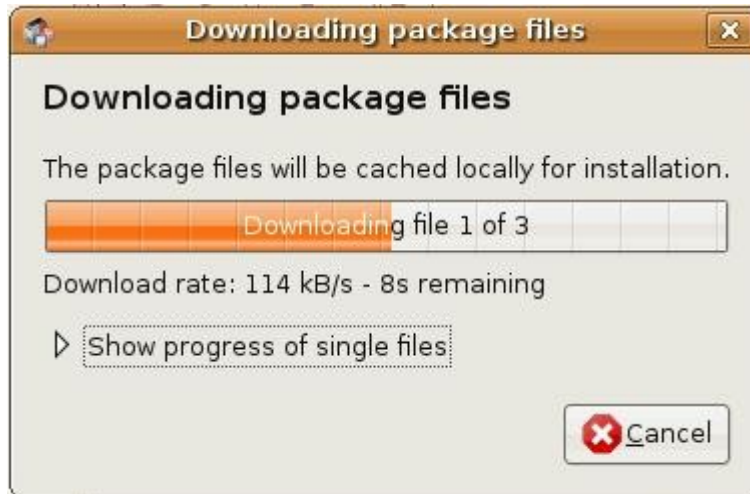 Downloading package files
Downloading package files
The package files will be cached locally for installation.
Downloading file 1 of 3
Download rate: 114 kB/s - 8s remaining
Show progress of single files
Cancel